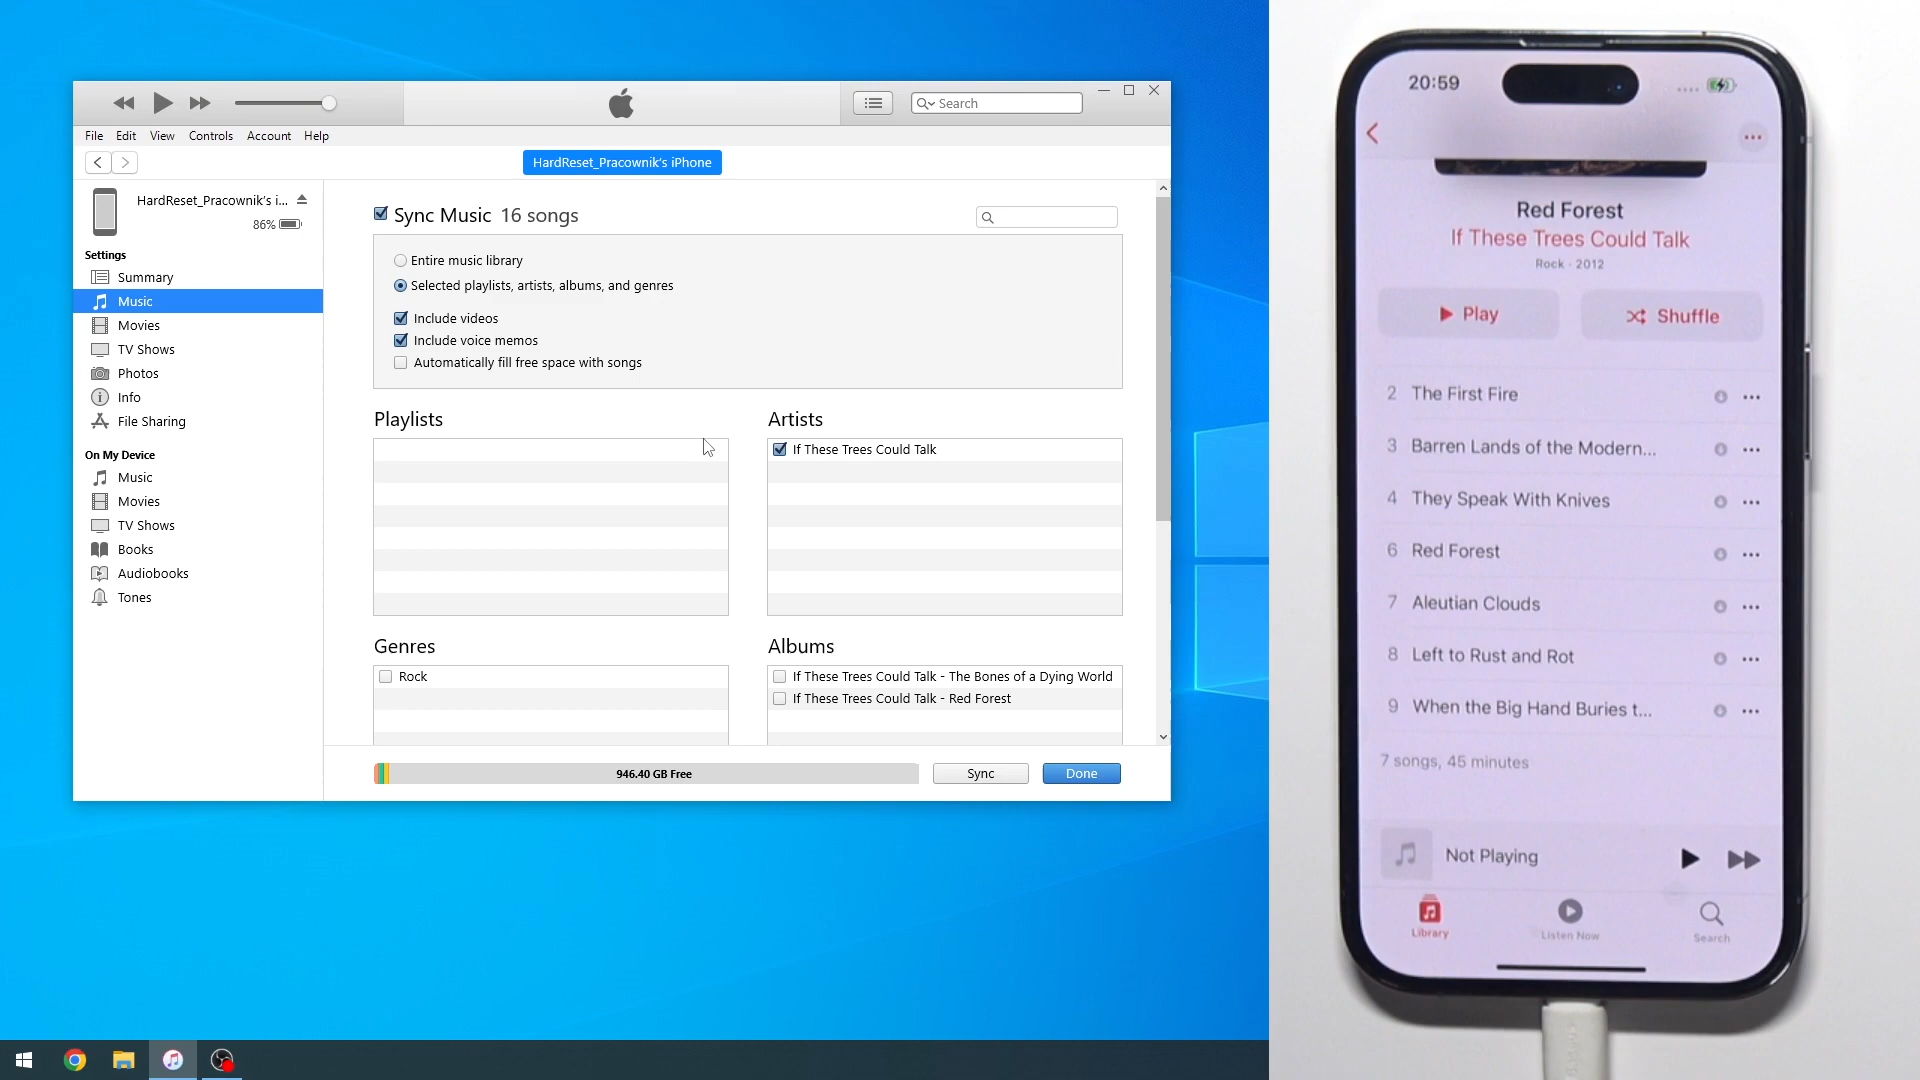 Search
File Edit View Controls Account Help
HardReset_Pracownik's iPhone
HardReset_Pracownik's i...
86%
Settings
Summary
Music
Movies
TV Shows
Photos
Info
File Sharing
On My Device
Music
Movies
TV Shows
Books
Audiobooks
Tones
Sync Music 16 songs
Entire music library
Selected playlists, artists, albums, and genres
Include videos
Include voice memos
Automatically fill free space with songs
Playlists
Artists
If These Trees Could Talk
Genres
Rock
Albums
If These Trees Could Talk - The Bones of a Dying World
If These Trees Could Talk - Red Forest
946.40 GB Free
Sync
Done
20:59
Red Forest
If These Trees Could Talk
Rock · 2012
Play
Shuffle
2 The First Fire
3 Barren Lands of the Modern...
4 They Speak With Knives
6 Red Forest
7 Aleutian Clouds
8 Left to Rust and Rot
9 When the Big Hand Buries t...
7 songs, 45 minutes
Not Playing
Library
Listen Now
Search